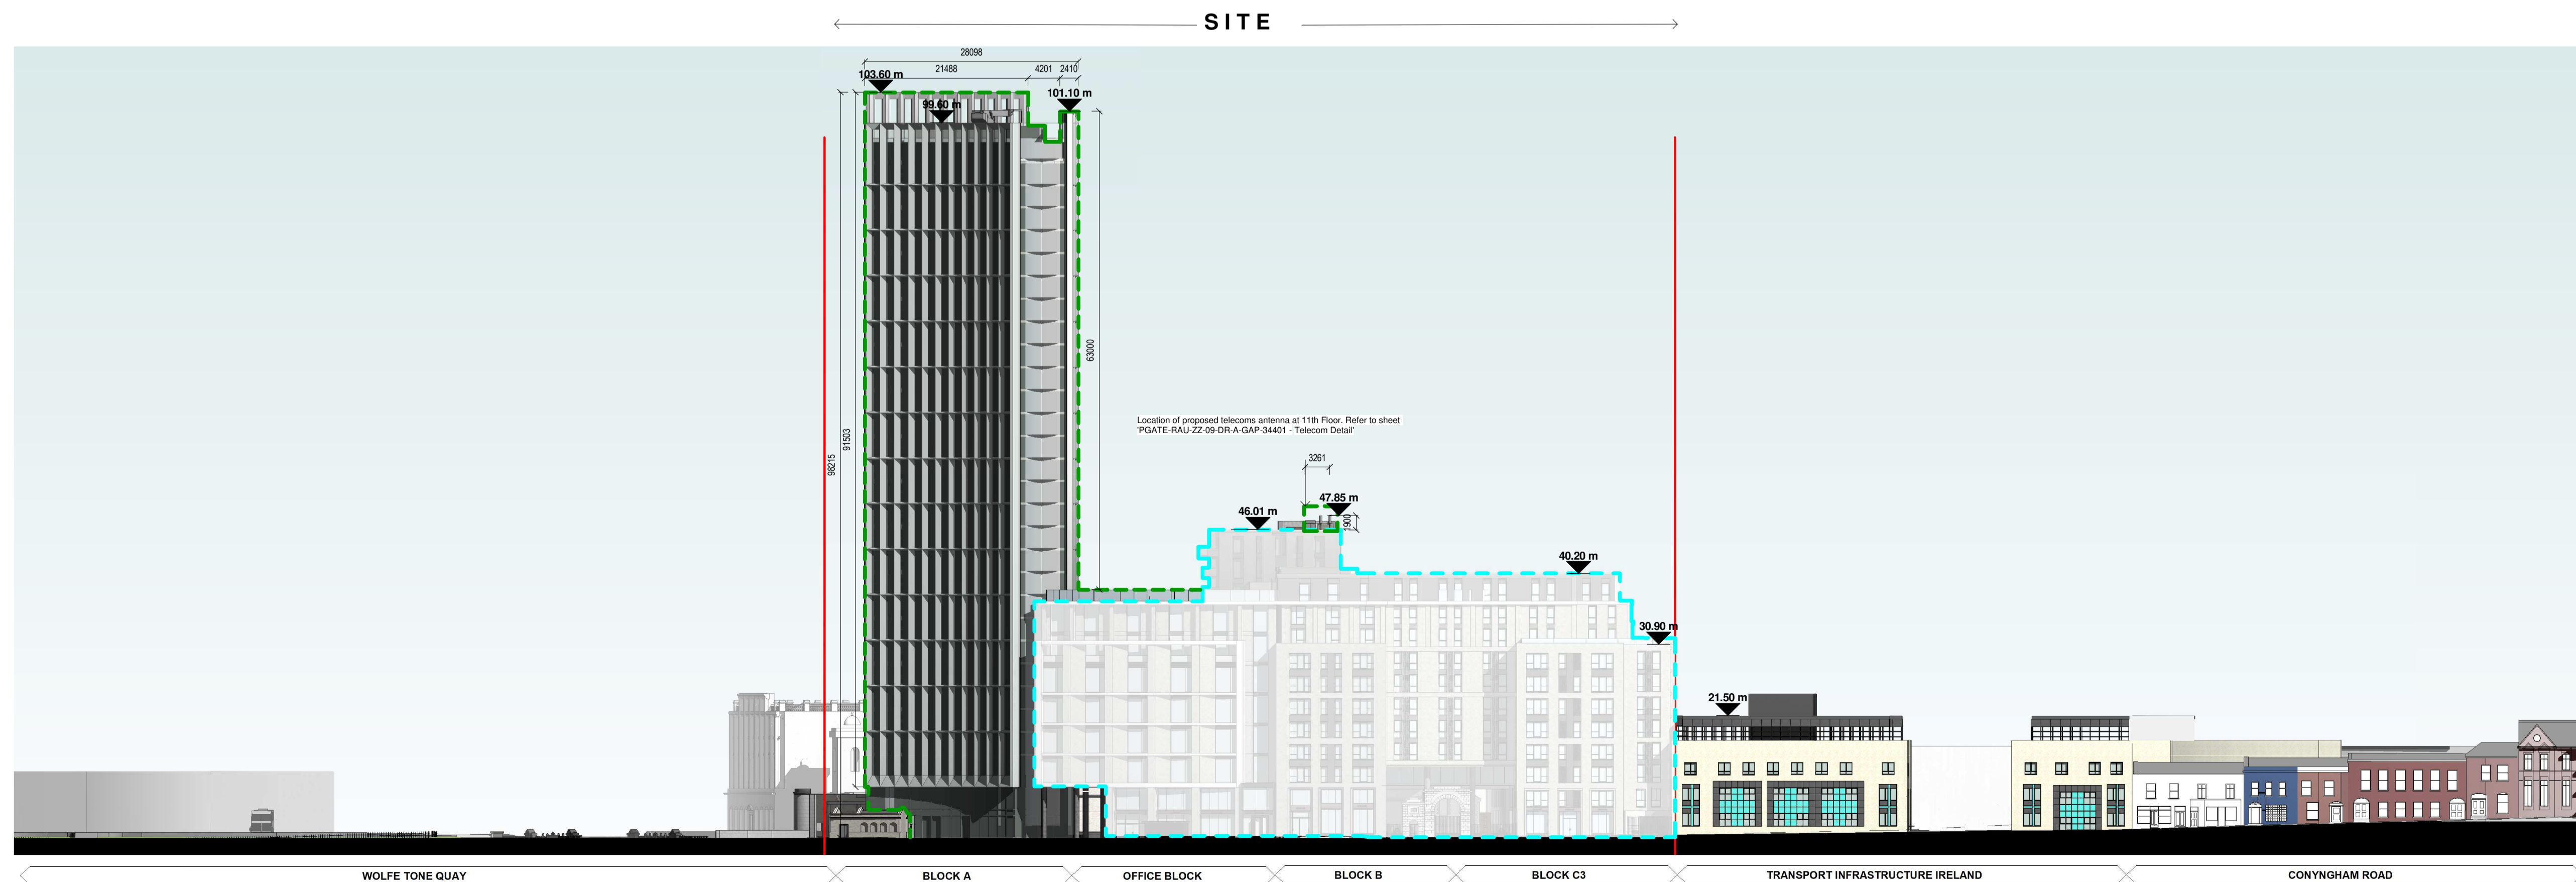 SITE
28098
21488
4201
2410
103.60 m
99.60 m
101.10 m
98215
91503
63000
Location of proposed telecoms antenna at 11th Floor. Refer to sheet
'PGATE-RAU-ZZ-09-DR-A-GAP-34401 - Telecom Detail'
3261
47.85 m
1900
46.01 m
40.20 m
30.90 m
21.50 m
WOLFE TONE QUAY
BLOCK A
OFFICE BLOCK
BLOCK B
BLOCK C3
TRANSPORT INFRASTRUCTURE IRELAND
CONYNGHAM ROAD